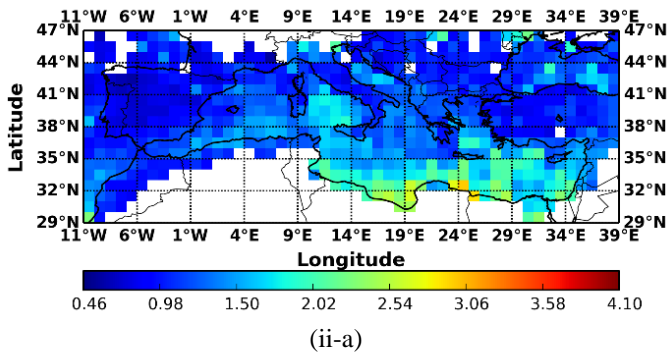 11°W 6°W 1°W 4°E 9°E 14°E 19°E 24°E 29°E 34°E 39°E
47°N 47°N
44°N 44°N
41°N 41°N
38°N 38°N
35°N 35°N
32°N 32°N
29°N 29°N
11°W 6°W 1°W 4°E 9°E 14°E 19°E 24°E 29°E 34°E 39°E
Latitude
Longitude
0.46 0.98 1.50 2.02 2.54 3.06 3.58 4.10
(ii-a)